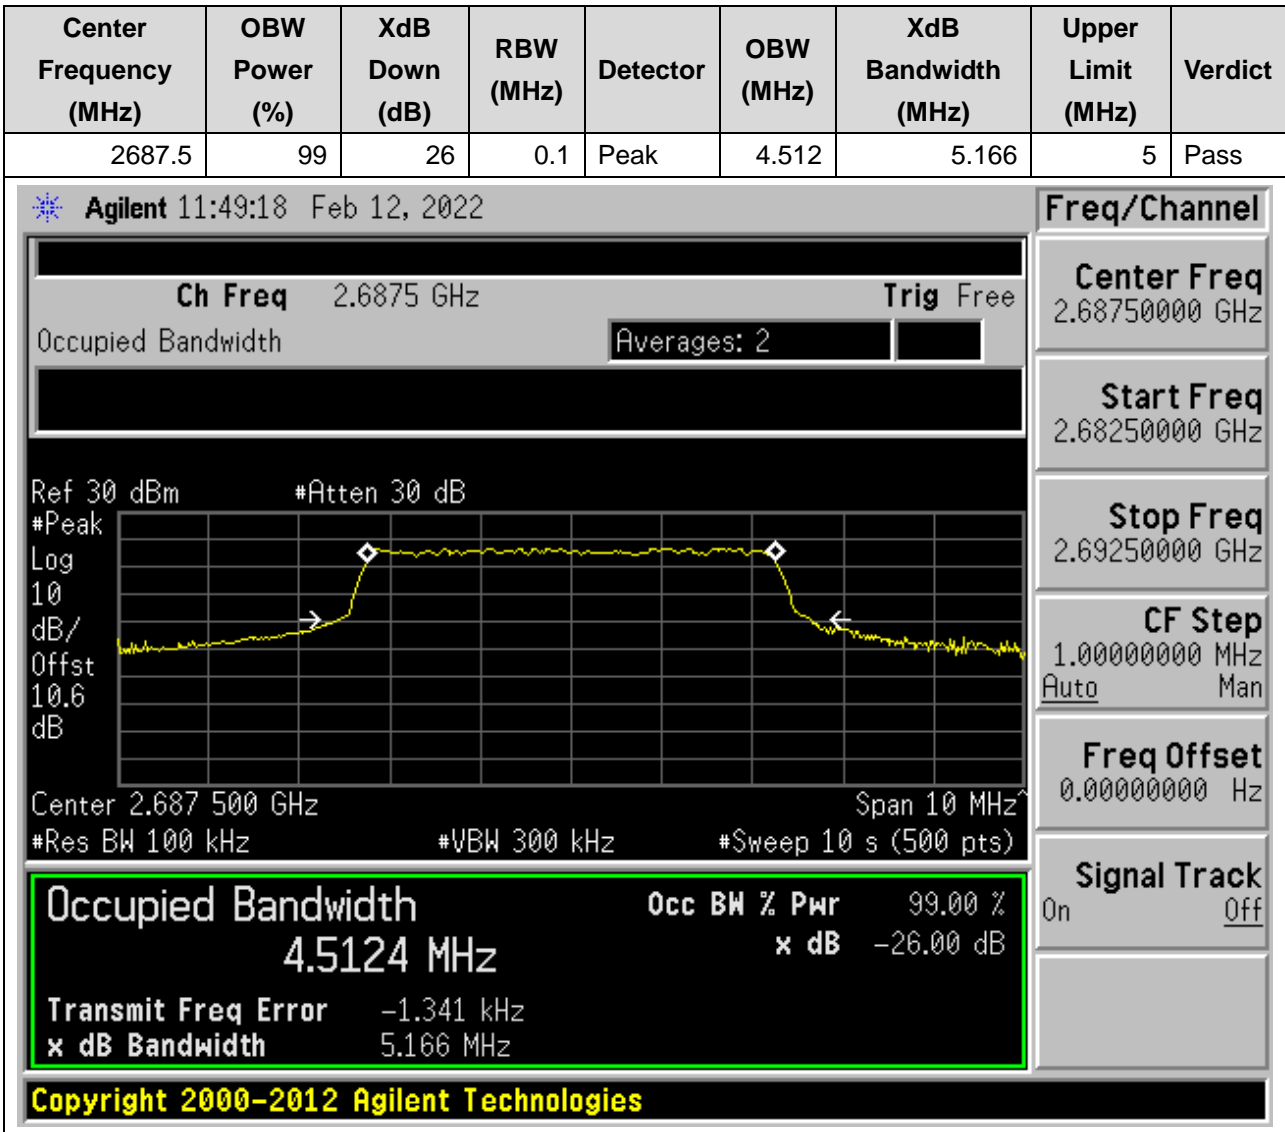 Center Frequency (MHz) OBW Power (%) XdB Down (dB) RBW (MHz) Detector OBW (MHz) XdB Bandwidth (MHz) Upper Limit (MHz) Verdict
2687.5 99 26 0.1 Peak 4.512 5.166 5 Pass
Agilent 11:49:18 Feb 12, 2022
Freq/Channel
Ch Freq 2.6875 GHz Trig Free
Occupied Bandwidth Averages: 2
Center Freq
2.68750000 GHz
Start Freq
2.68250000 GHz
Stop Freq
2.69250000 GHz
CF Step
1.00000000 MHz
Auto Man
Freq Offset
0.00000000 Hz
Signal Track
On Off
Ref 30 dBm #Atten 30 dB
#Peak
Log
10
dB/
Offst
10.6
dB
Center 2.687 500 GHz Span 10 MHz^
#Res BW 100 kHz #VBW 300 kHz #Sweep 10 s (500 pts)
Occupied Bandwidth Occ BW % Pwr 99.00 %
4.5124 MHz x dB -26.00 dB
Transmit Freq Error -1.341 kHz
x dB Bandwidth 5.166 MHz
Copyright 2000-2012 Agilent Technologies